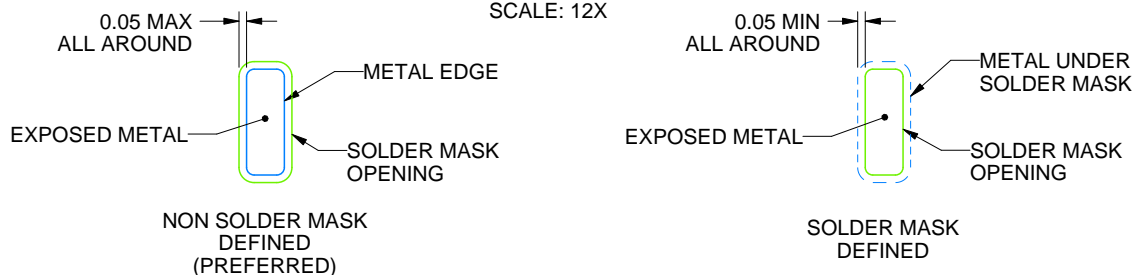 SCALE: 12X
0.05 MAX
ALL AROUND
METAL EDGE
EXPOSED METAL
SOLDER MASK
OPENING
NON SOLDER MASK
DEFINED
(PREFERRED)
0.05 MIN
ALL AROUND
METAL UNDER
SOLDER MASK
EXPOSED METAL
SOLDER MASK
OPENING
SOLDER MASK
DEFINED